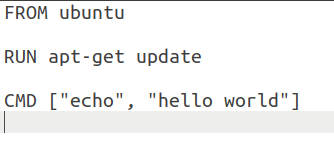 FROM ubuntu
RUN apt-get update
CMD ["echo", "hello world"]